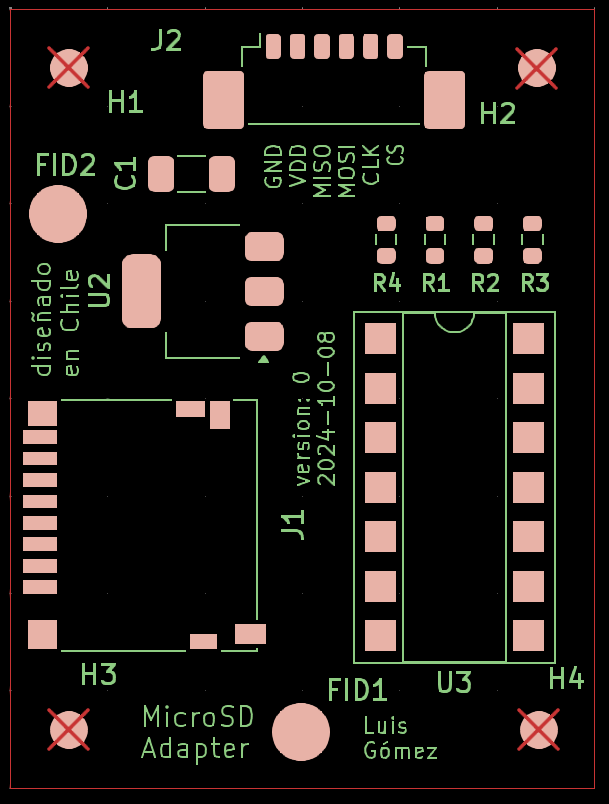 J2
H1
H2
FID2
C1
GND
VDD
MISO
MOSI
CLK
CS
U2
R4
R1
R2
R3
diseñado
en Chile
version: 0
2024-10-08
J1
H3
FID1
U3
H4
MicroSD
Adapter
Luis
Gómez